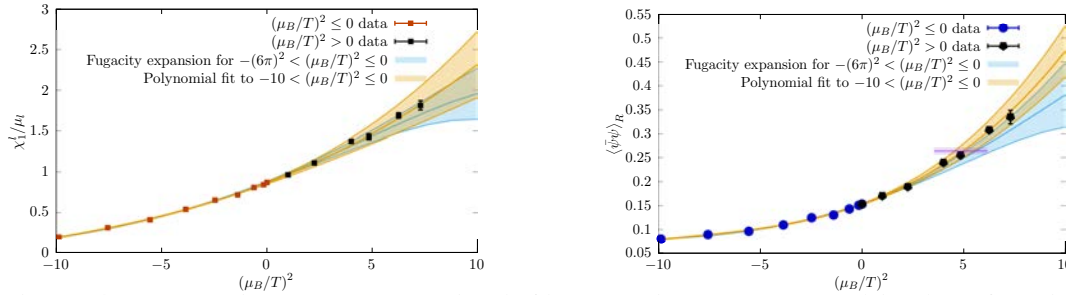 3
2.5
2
1.5
1
0.5
0
−10
−5
0
5
10
χ₁ˡ/μₗ
(μ_B/T)²
(μ_B/T)² ≤ 0 data
(μ_B/T)² > 0 data
Fugacity expansion for −(6π)² < (μ_B/T)² ≤ 0
Polynomial fit to −10 < (μ_B/T)² ≤ 0
0.55
0.5
0.45
0.4
0.35
0.3
0.25
0.2
0.15
0.1
0.05
−10
−5
0
5
10
⟨ψ̄ψ⟩_R
(μ_B/T)²
(μ_B/T)² ≤ 0 data
(μ_B/T)² > 0 data
Fugacity expansion for −(6π)² < (μ_B/T)² ≤ 0
Polynomial fit to −10 < (μ_B/T)² ≤ 0